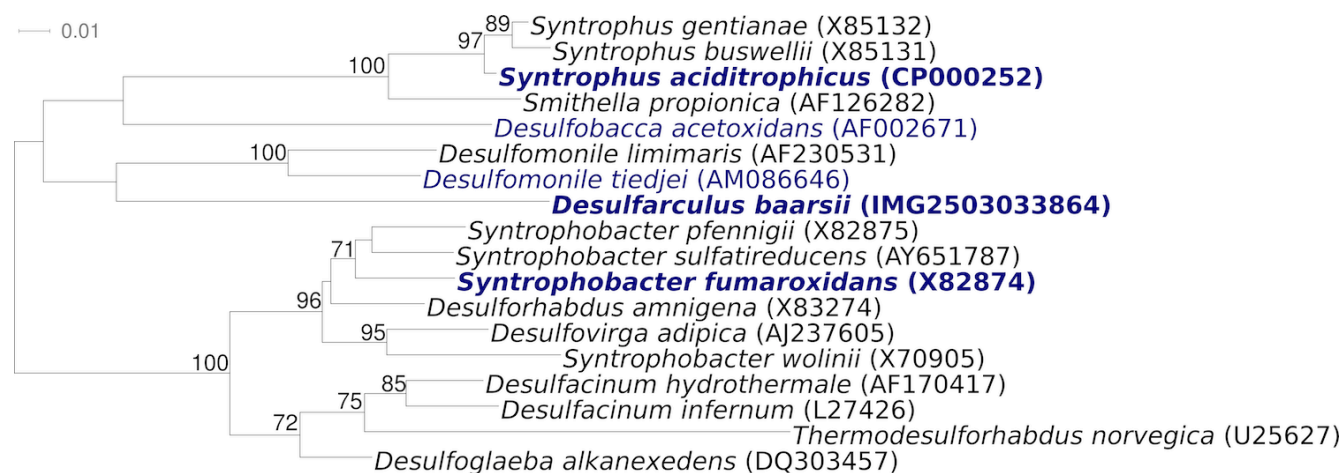 0.01
89
Syntrophus gentianae (X85132)
97
Syntrophus buswellii (X85131)
100
Syntrophus aciditrophicus (CP000252)
Smithella propionica (AF126282)
Desulfobacca acetoxidans (AF002671)
100
Desulfomonile limimaris (AF230531)
Desulfomonile tiedjei (AM086646)
Desulfarculus baarsii (IMG2503033864)
Syntrophobacter pfennigii (X82875)
71
Syntrophobacter sulfatireducens (AY651787)
Syntrophobacter fumaroxidans (X82874)
96
Desulforhabdus amnigena (X83274)
95
Desulfovirga adipica (AJ237605)
100
Syntrophobacter wolinii (X70905)
85
Desulfacinum hydrothermale (AF170417)
75
Desulfacinum infernum (L27426)
72
Thermodesulforhabdus norvegica (U25627)
Desulfoglaeba alkanexedens (DQ303457)